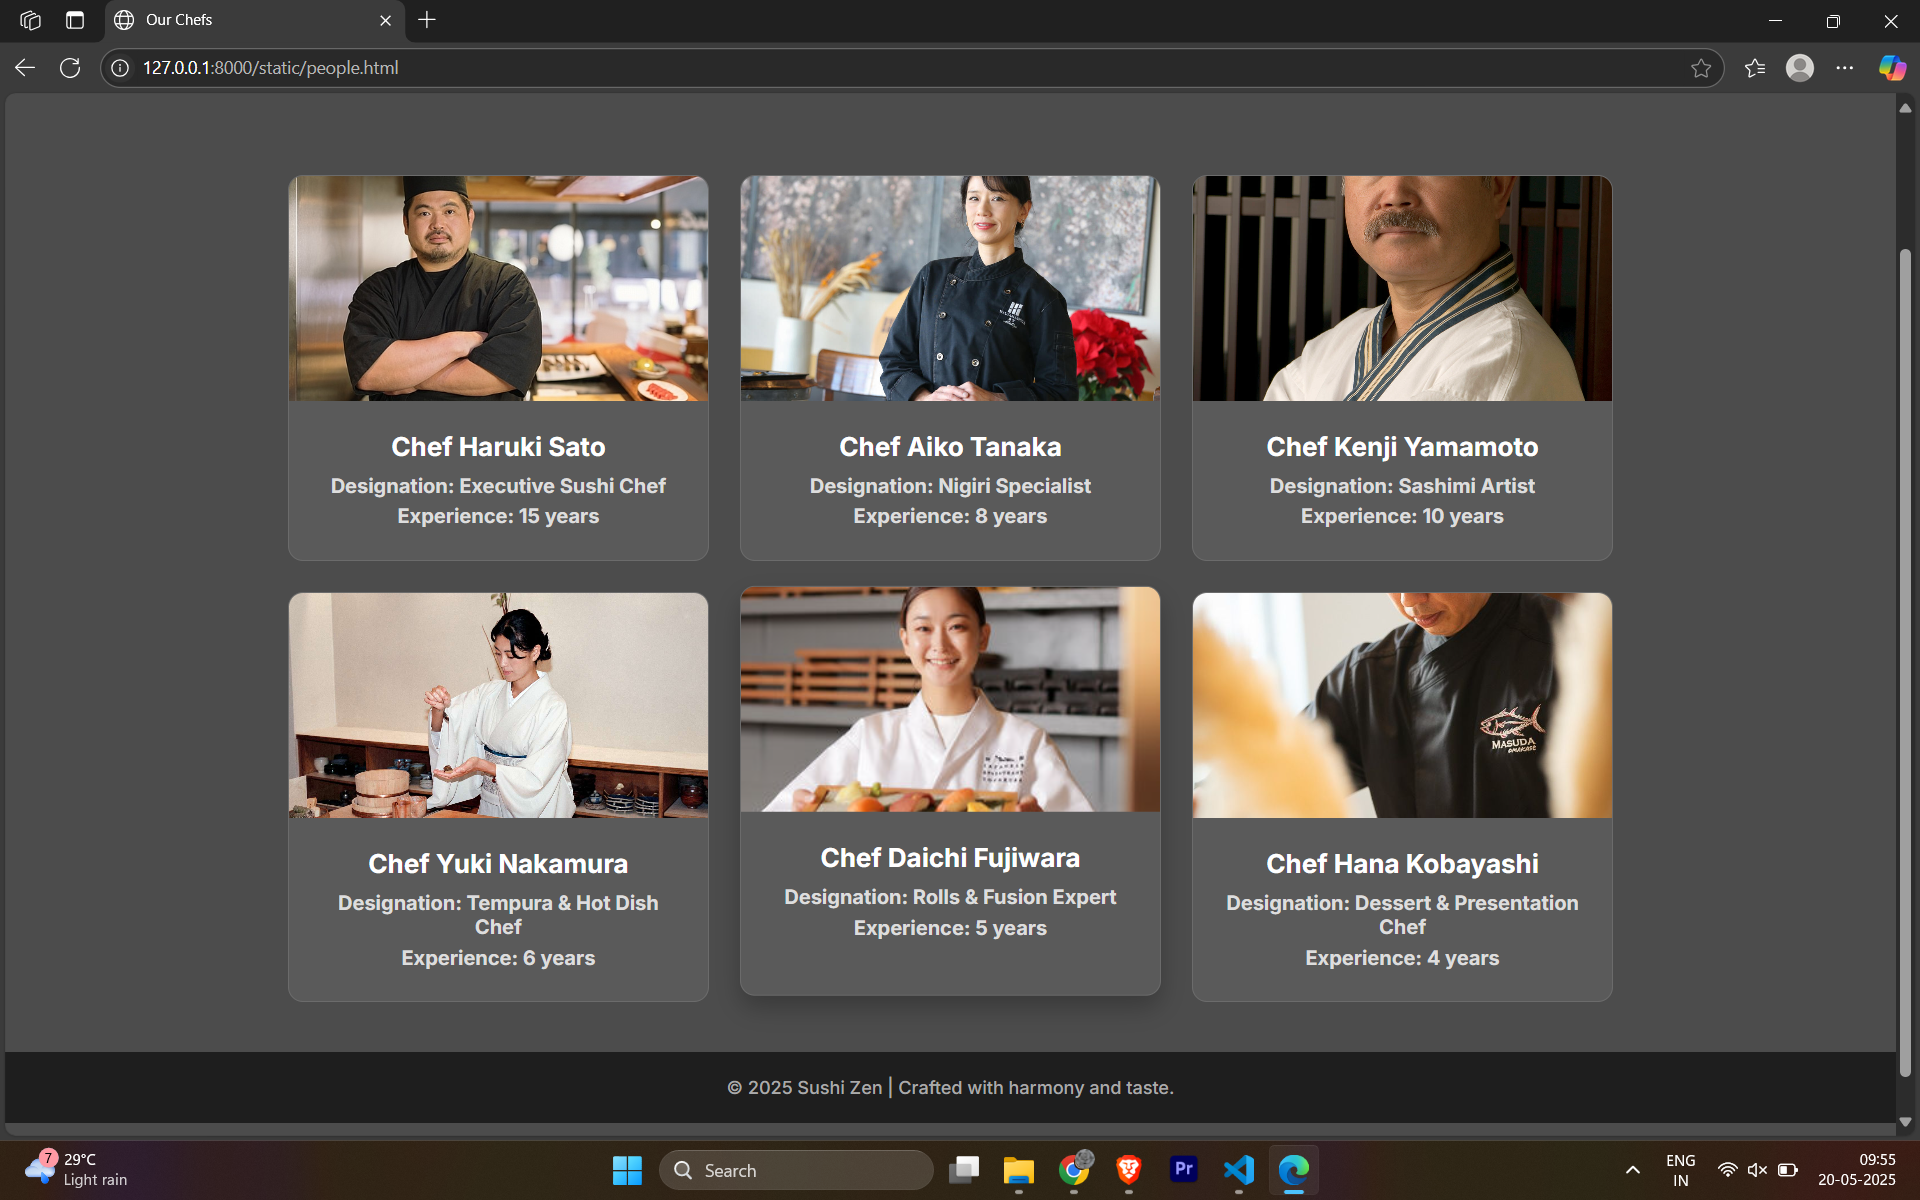 Our Chefs
127.0.0.1:8000/static/people.html
Chef Haruki Sato
Designation: Executive Sushi Chef
Experience: 15 years
Chef Aiko Tanaka
Designation: Nigiri Specialist
Experience: 8 years
Chef Kenji Yamamoto
Designation: Sashimi Artist
Experience: 10 years
MASUDA
OMAKASE
Chef Yuki Nakamura
Designation: Tempura & Hot Dish
Chef
Experience: 6 years
Chef Daichi Fujiwara
Designation: Rolls & Fusion Expert
Experience: 5 years
Chef Hana Kobayashi
Designation: Dessert & Presentation
Chef
Experience: 4 years
© 2025 Sushi Zen | Crafted with harmony and taste.
7
29°C
Light rain
Search
Pr
ENG
IN
09:55
20-05-2025